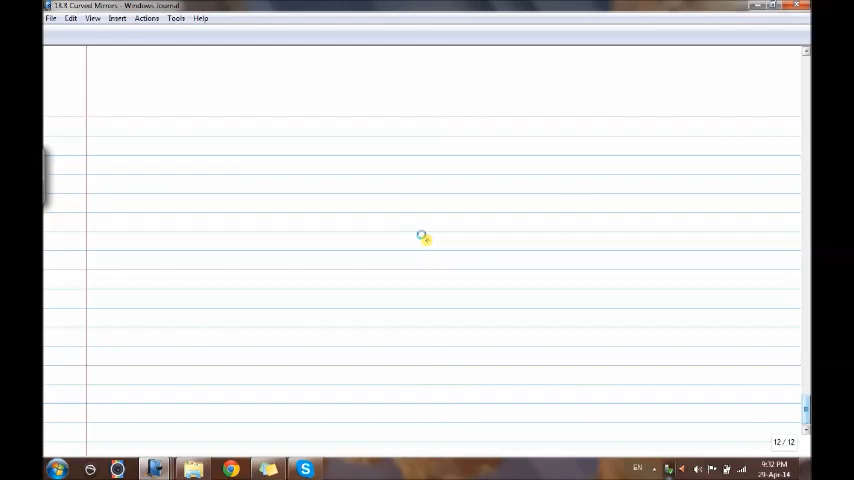 18.8 Curved Mirrors - Windows Journal
File Edit View Insert Actions Tools Help
12 / 12
EN
9:32 PM
29-Apr-14